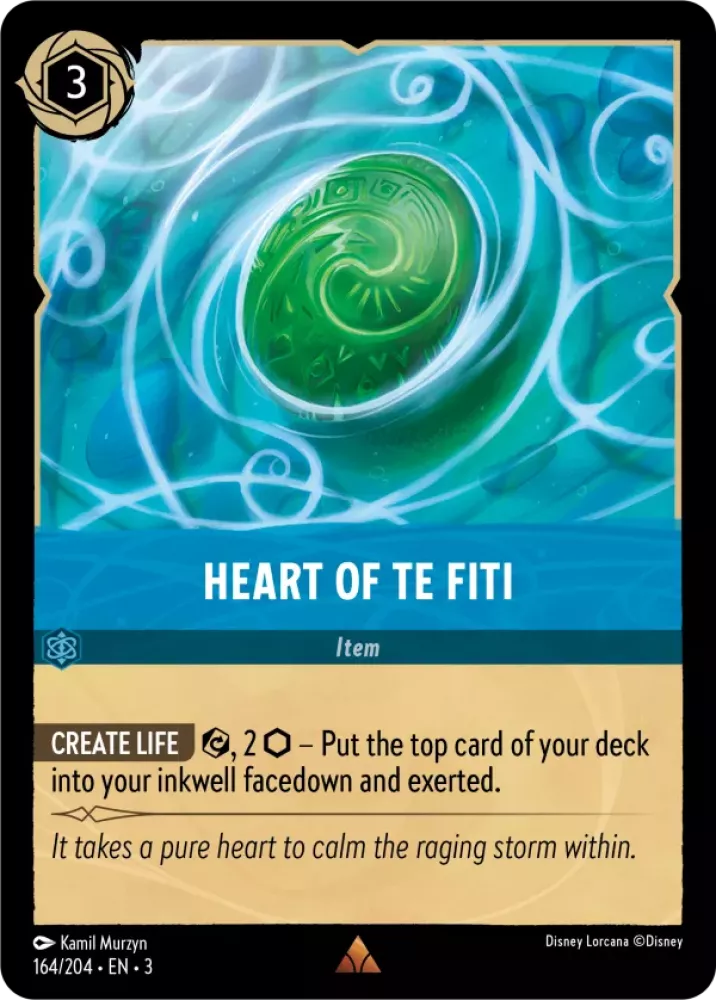 3
HEART OF TE FITI
Item
CREATE LIFE , 2 – Put the top card of your deck
into your inkwell facedown and exerted.
It takes a pure heart to calm the raging storm within.
Kamil Murzyn
Disney Lorcana ©Disney
164/204 • EN • 3